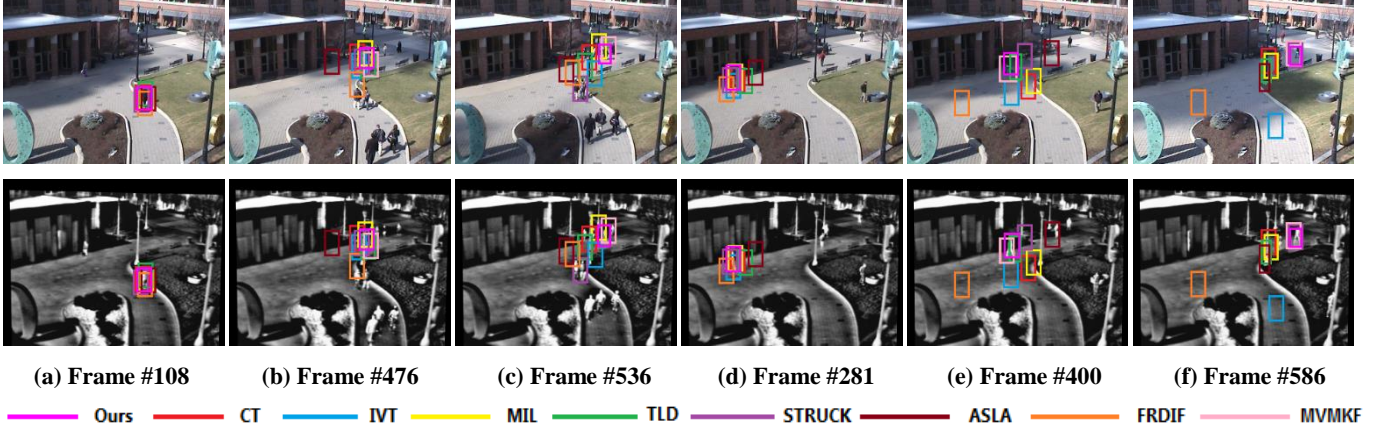 (a) Frame #108 (b) Frame #476 (c) Frame #536 (d) Frame #281 (e) Frame #400 (f) Frame #586
Ours CT IVT MIL TLD STRUCK ASLA FRDIF MVMKF